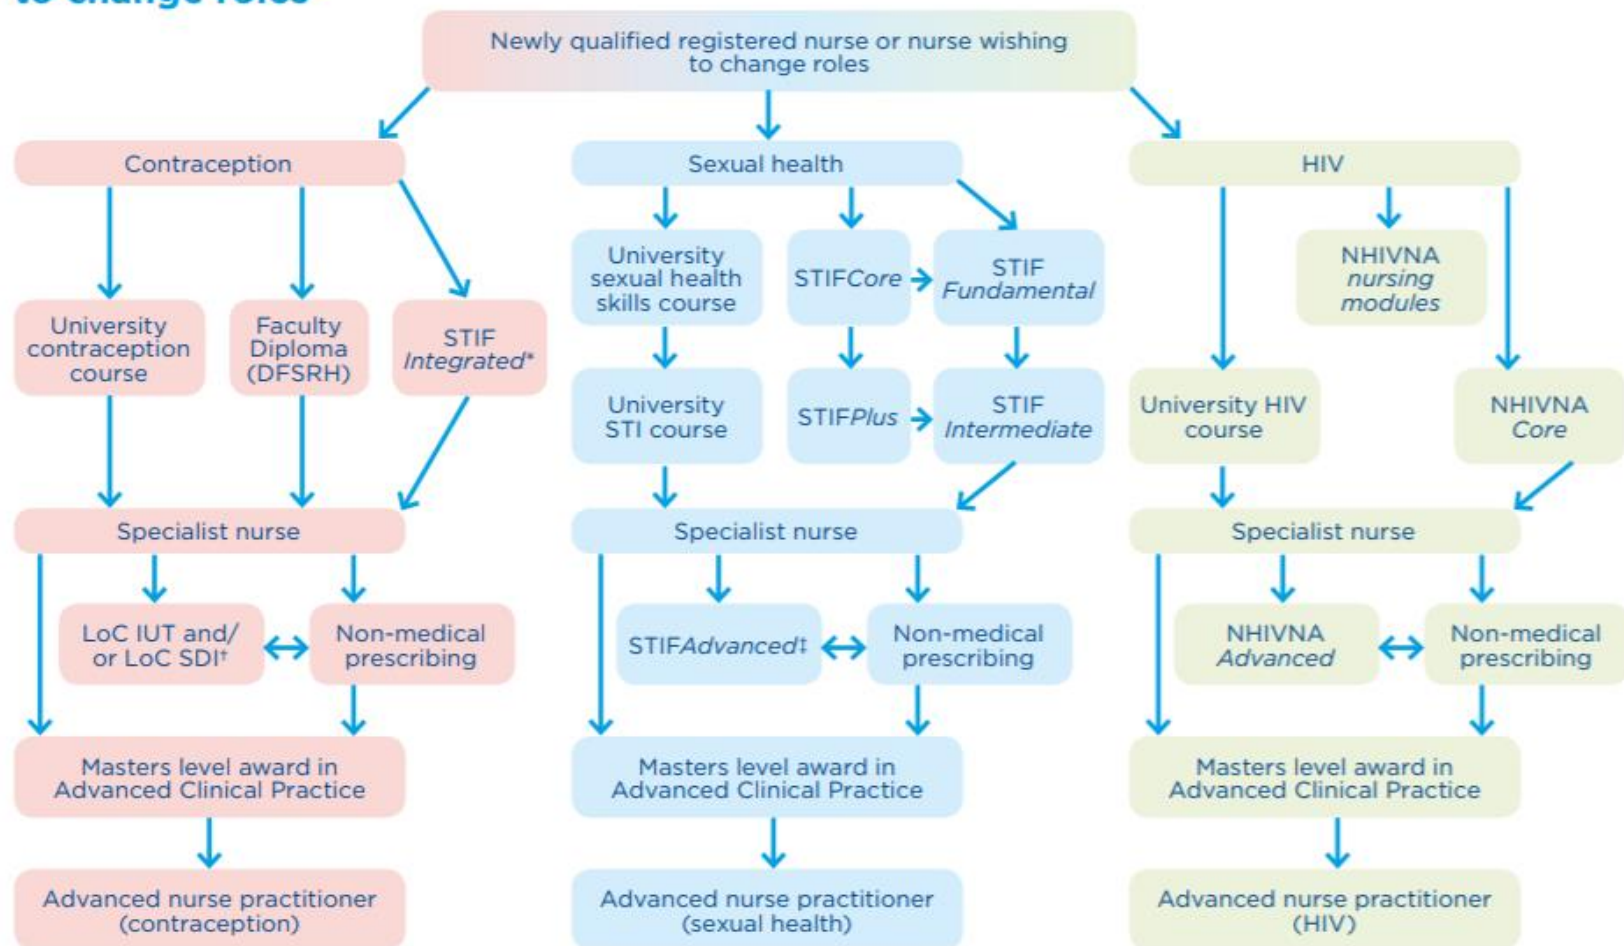 to change roles
Newly qualified registered nurse or nurse wishing
to change roles
Contraception
Sexual health
HIV
University
contraception
course
Faculty
Diploma
(DFSRH)
STIF
Integrated*
University
sexual health
skills course
STIFCore
STIF
Fundamental
University
STI course
STIFPlus
STIF
Intermediate
NHIVNA
nursing
modules
University HIV
course
NHIVNA
Core
Specialist nurse
Specialist nurse
Specialist nurse
LoC IUT and/
or LoC SDI†
Non-medical
prescribing
STIFAdvanced‡
Non-medical
prescribing
NHIVNA
Advanced
Non-medical
prescribing
Masters level award in
Advanced Clinical Practice
Masters level award in
Advanced Clinical Practice
Masters level award in
Advanced Clinical Practice
Advanced nurse practitioner
(contraception)
Advanced nurse practitioner
(sexual health)
Advanced nurse practitioner
(HIV)